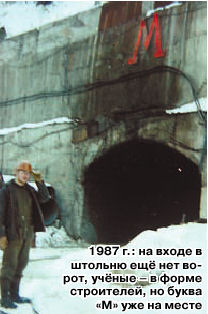 М
1987 г.: на входе в
штольню ещё нет во-
рот, учёные – в форме
строителей, но буква
«М» уже на месте